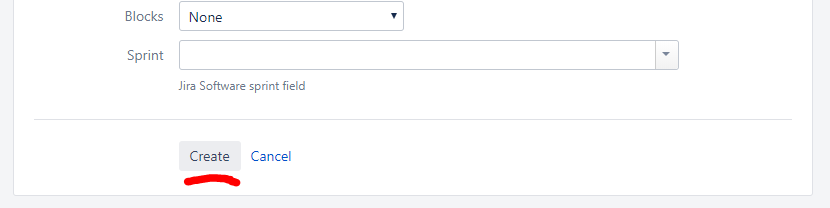 Blocks None
Sprint
Jira Software sprint field
Create Cancel